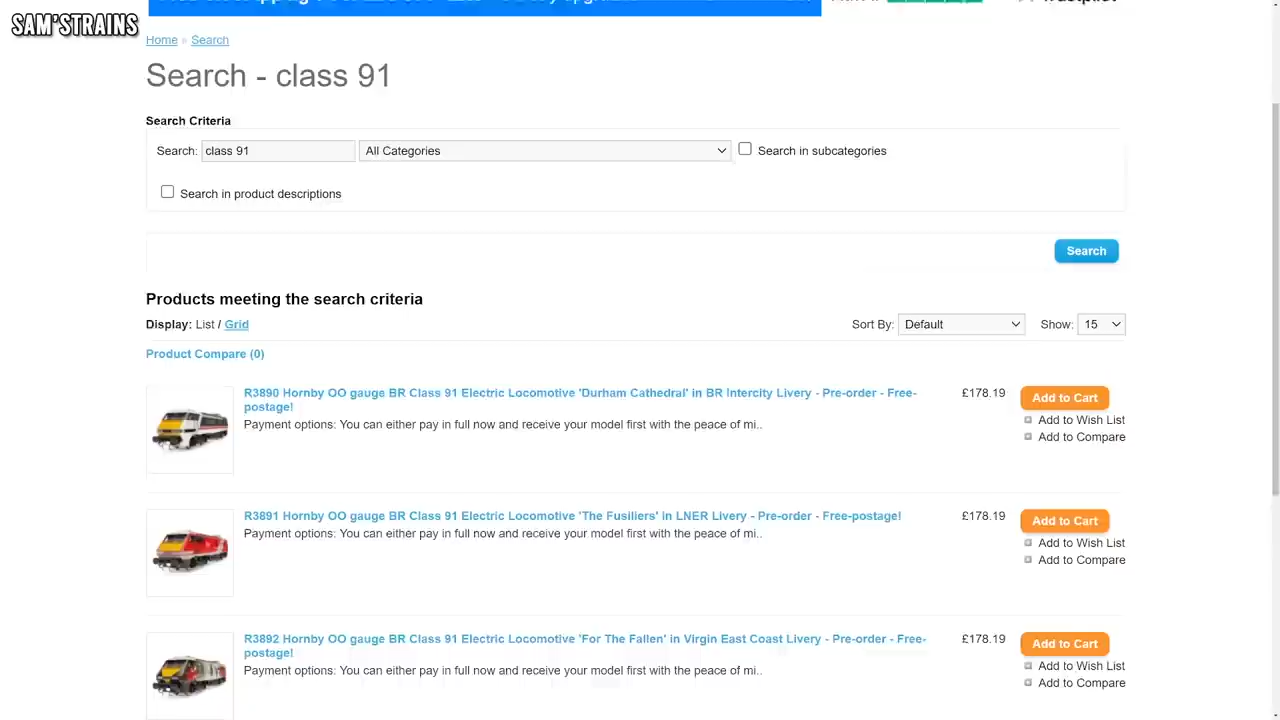 SAM'STRAINS
Trustpilot
Home » Search
Search - class 91
Search Criteria
Search: class 91 All Categories Search in subcategories
Search in product descriptions
Search
Products meeting the search criteria
Display: List / Grid Sort By: Default Show: 15
Product Compare (0)
R3890 Hornby OO gauge BR Class 91 Electric Locomotive 'Durham Cathedral' in BR Intercity Livery - Pre-order - Free- £178.19 Add to Cart
postage!
Payment options: You can either pay in full now and receive your model first with the peace of mi.. Add to Wish List
Add to Compare
R3891 Hornby OO gauge BR Class 91 Electric Locomotive 'The Fusiliers' in LNER Livery - Pre-order - Free-postage! £178.19 Add to Cart
Payment options: You can either pay in full now and receive your model first with the peace of mi.. Add to Wish List
Add to Compare
R3892 Hornby OO gauge BR Class 91 Electric Locomotive 'For The Fallen' in Virgin East Coast Livery - Pre-order - Free- £178.19 Add to Cart
postage!
Payment options: You can either pay in full now and receive your model first with the peace of mi.. Add to Wish List
Add to Compare